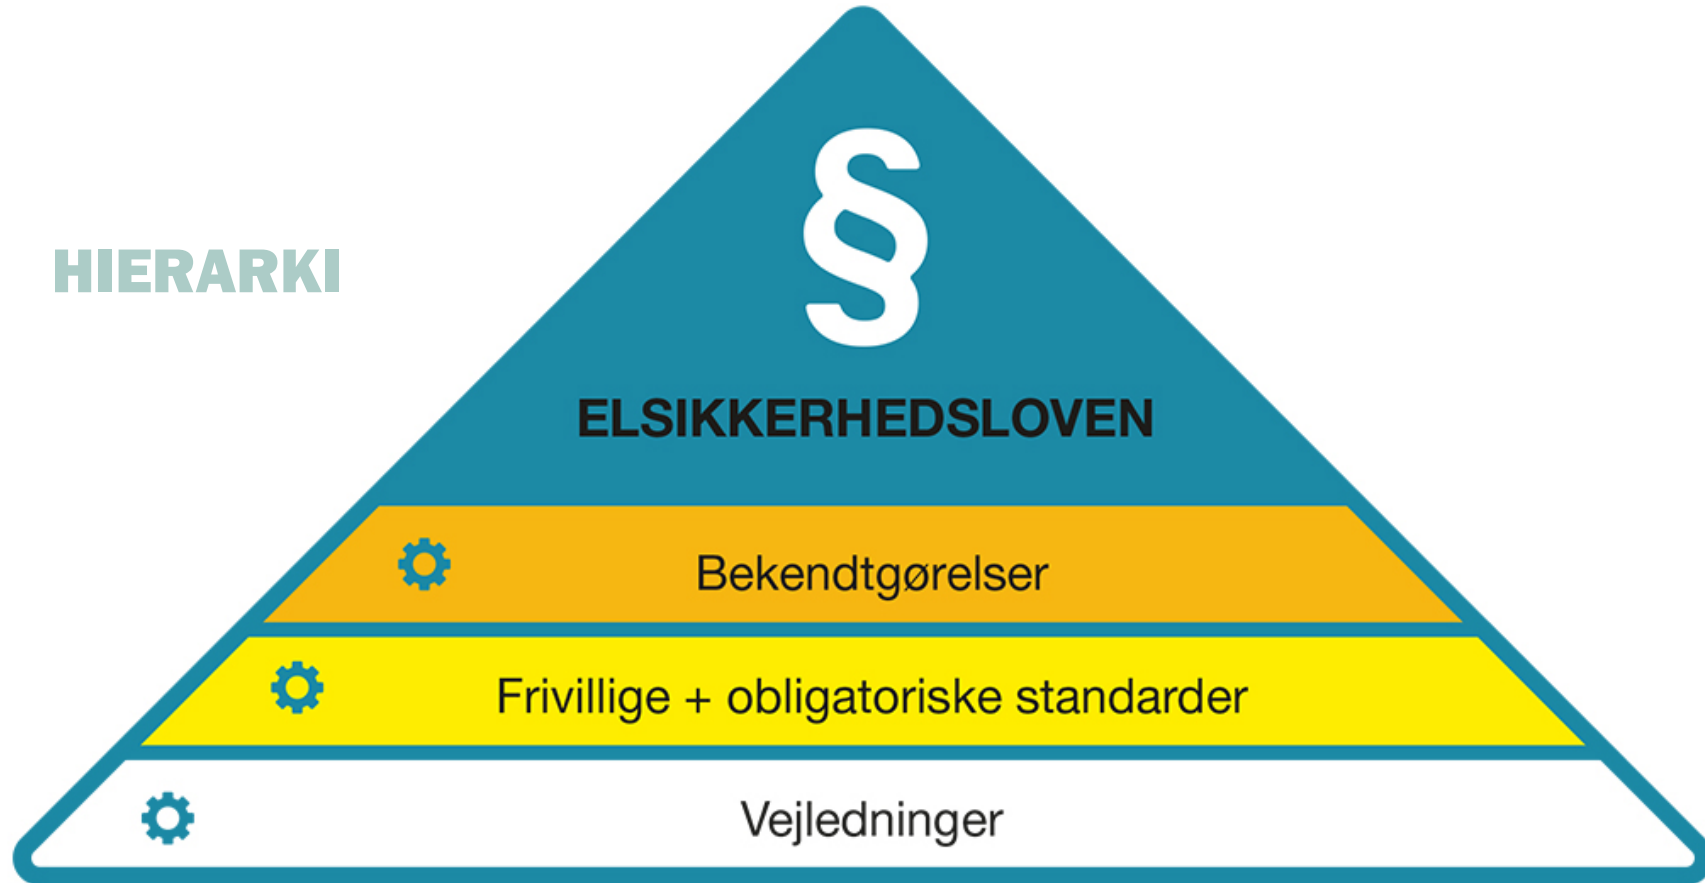 HIERARKI
§
ELSIKKERHEDSLOVEN
Bekendtgørelser
Frivillige + obligatoriske standarder
Vejledninger